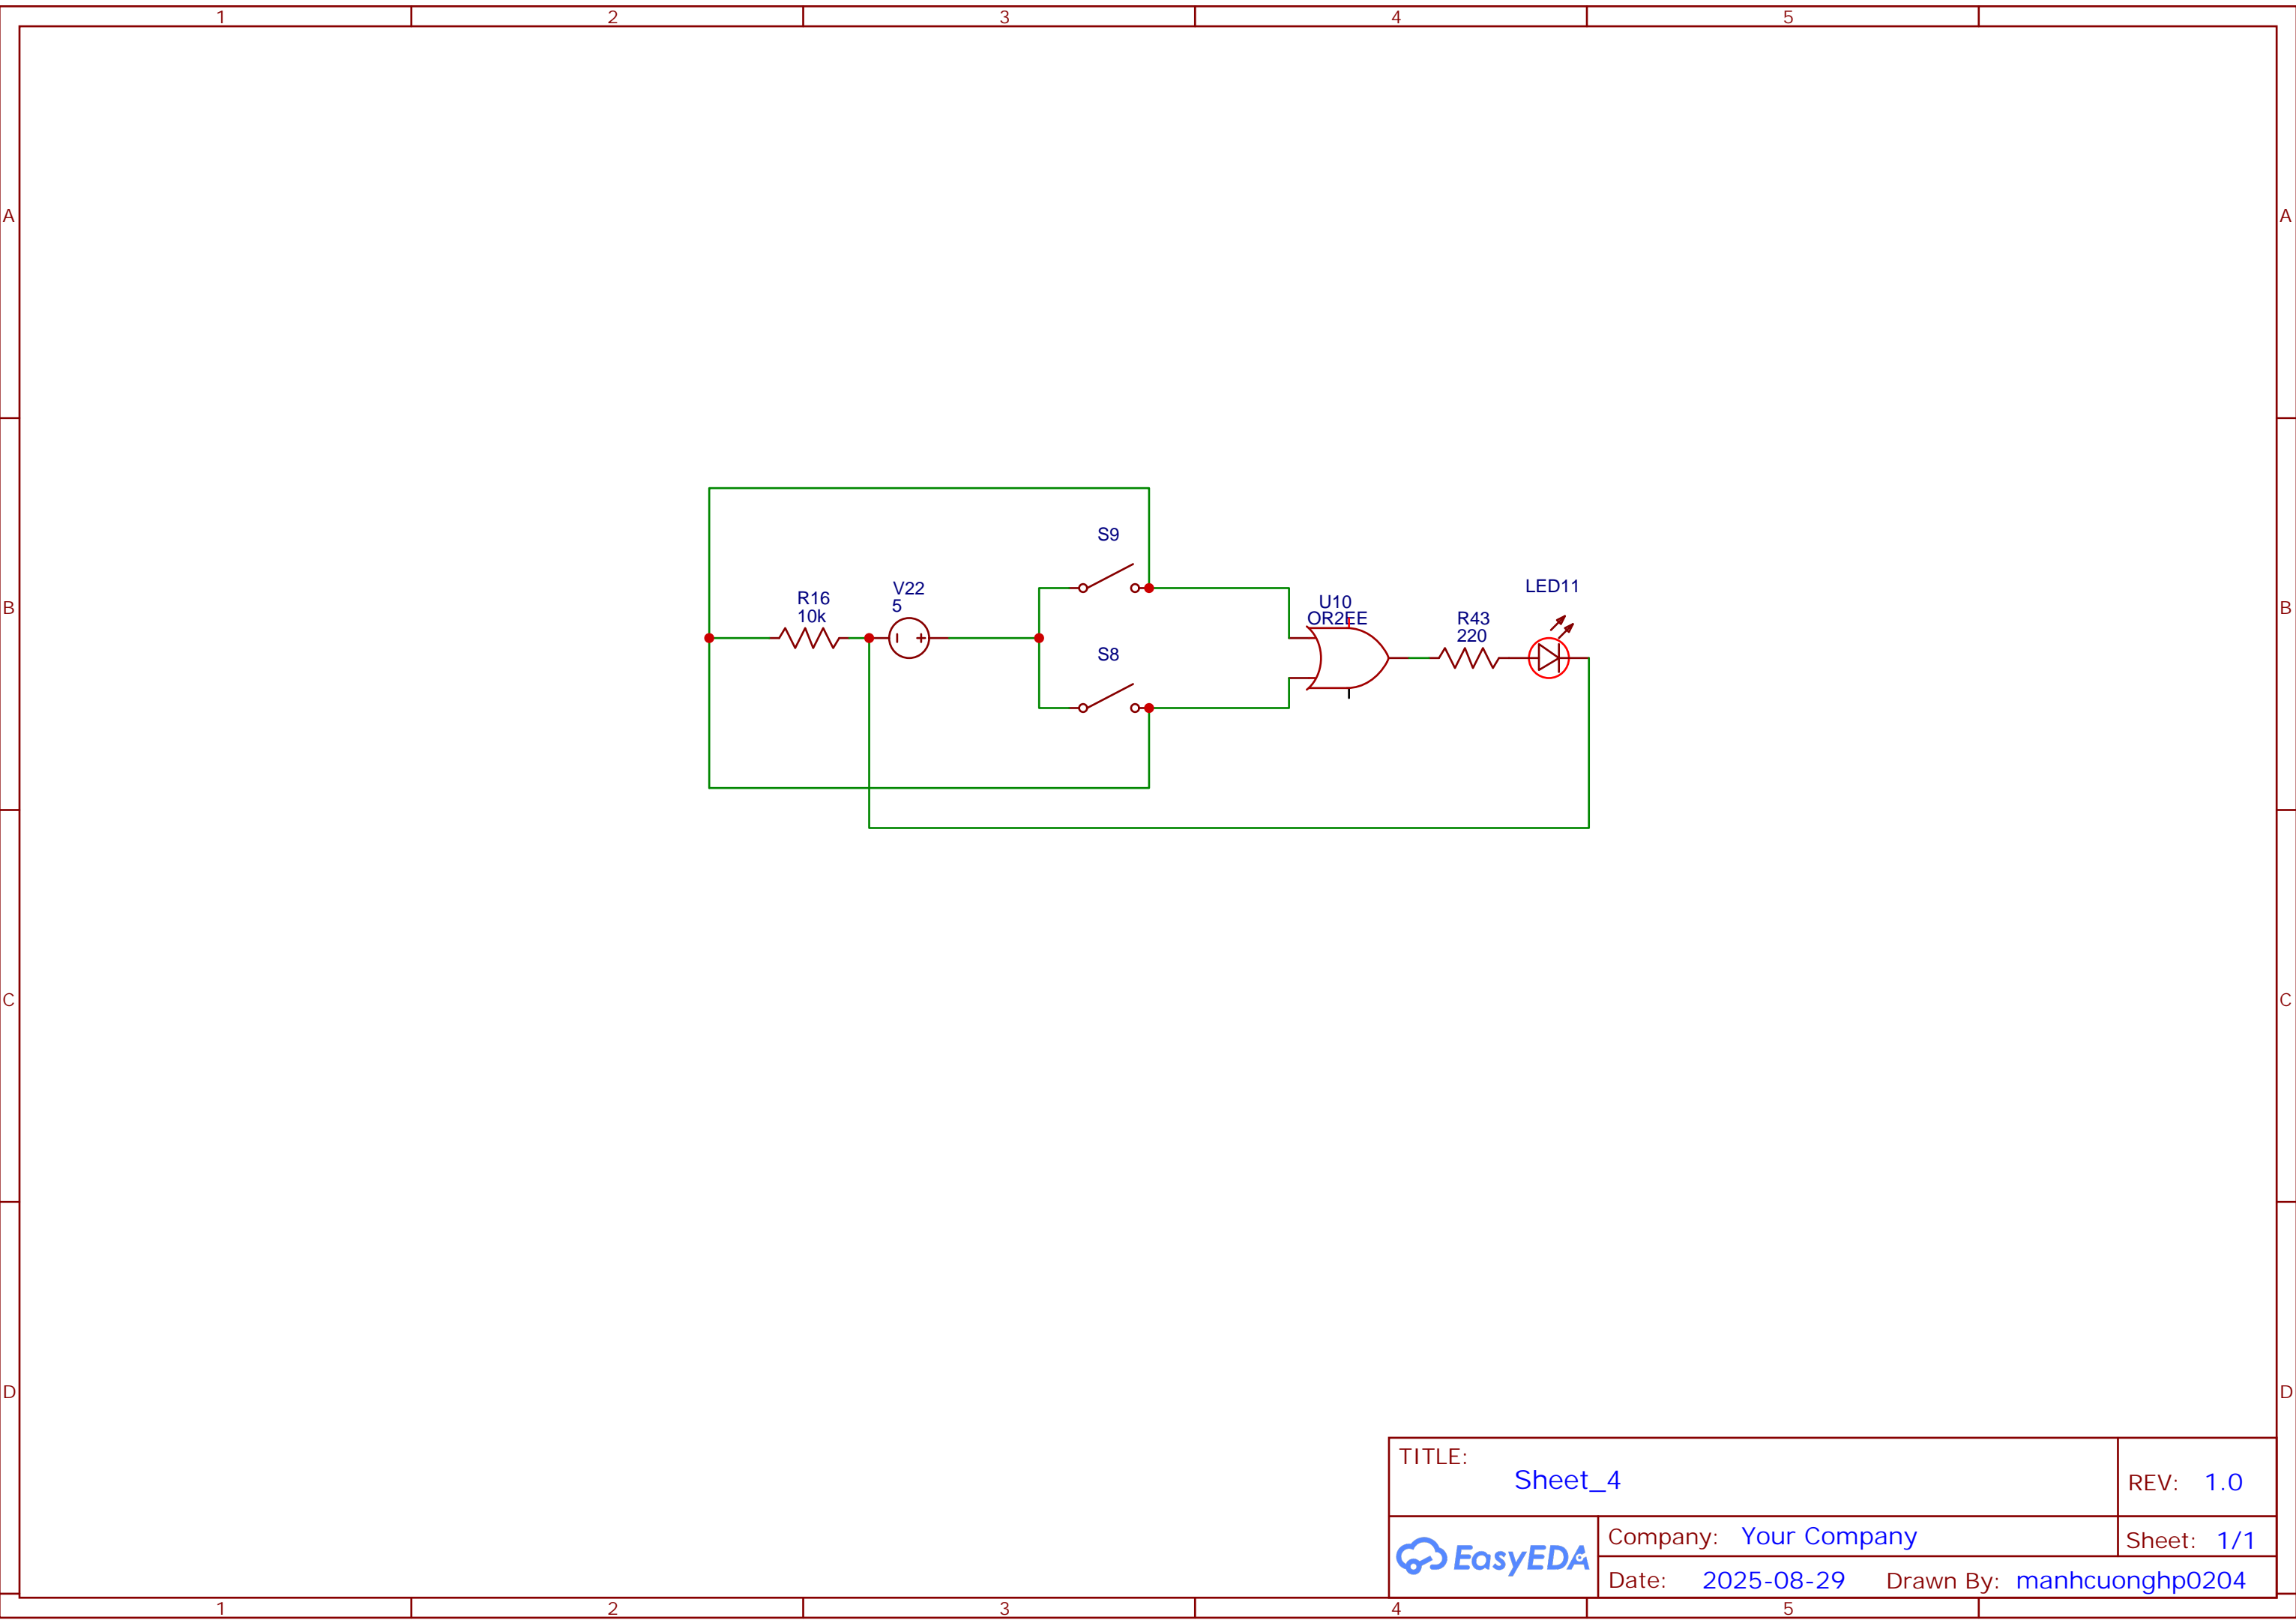 1 2 3 4 5
A A
S9
LED11
V22
5
R16
10k
U10
OR2EE
R43
220
B B
S8
C C
D D
TITLE:
Sheet_4
REV: 1.0
EasyEDA
Company: Your Company
Sheet: 1/1
Date: 2025-08-29 Drawn By: manhcuonghp0204
1 2 3 4 5